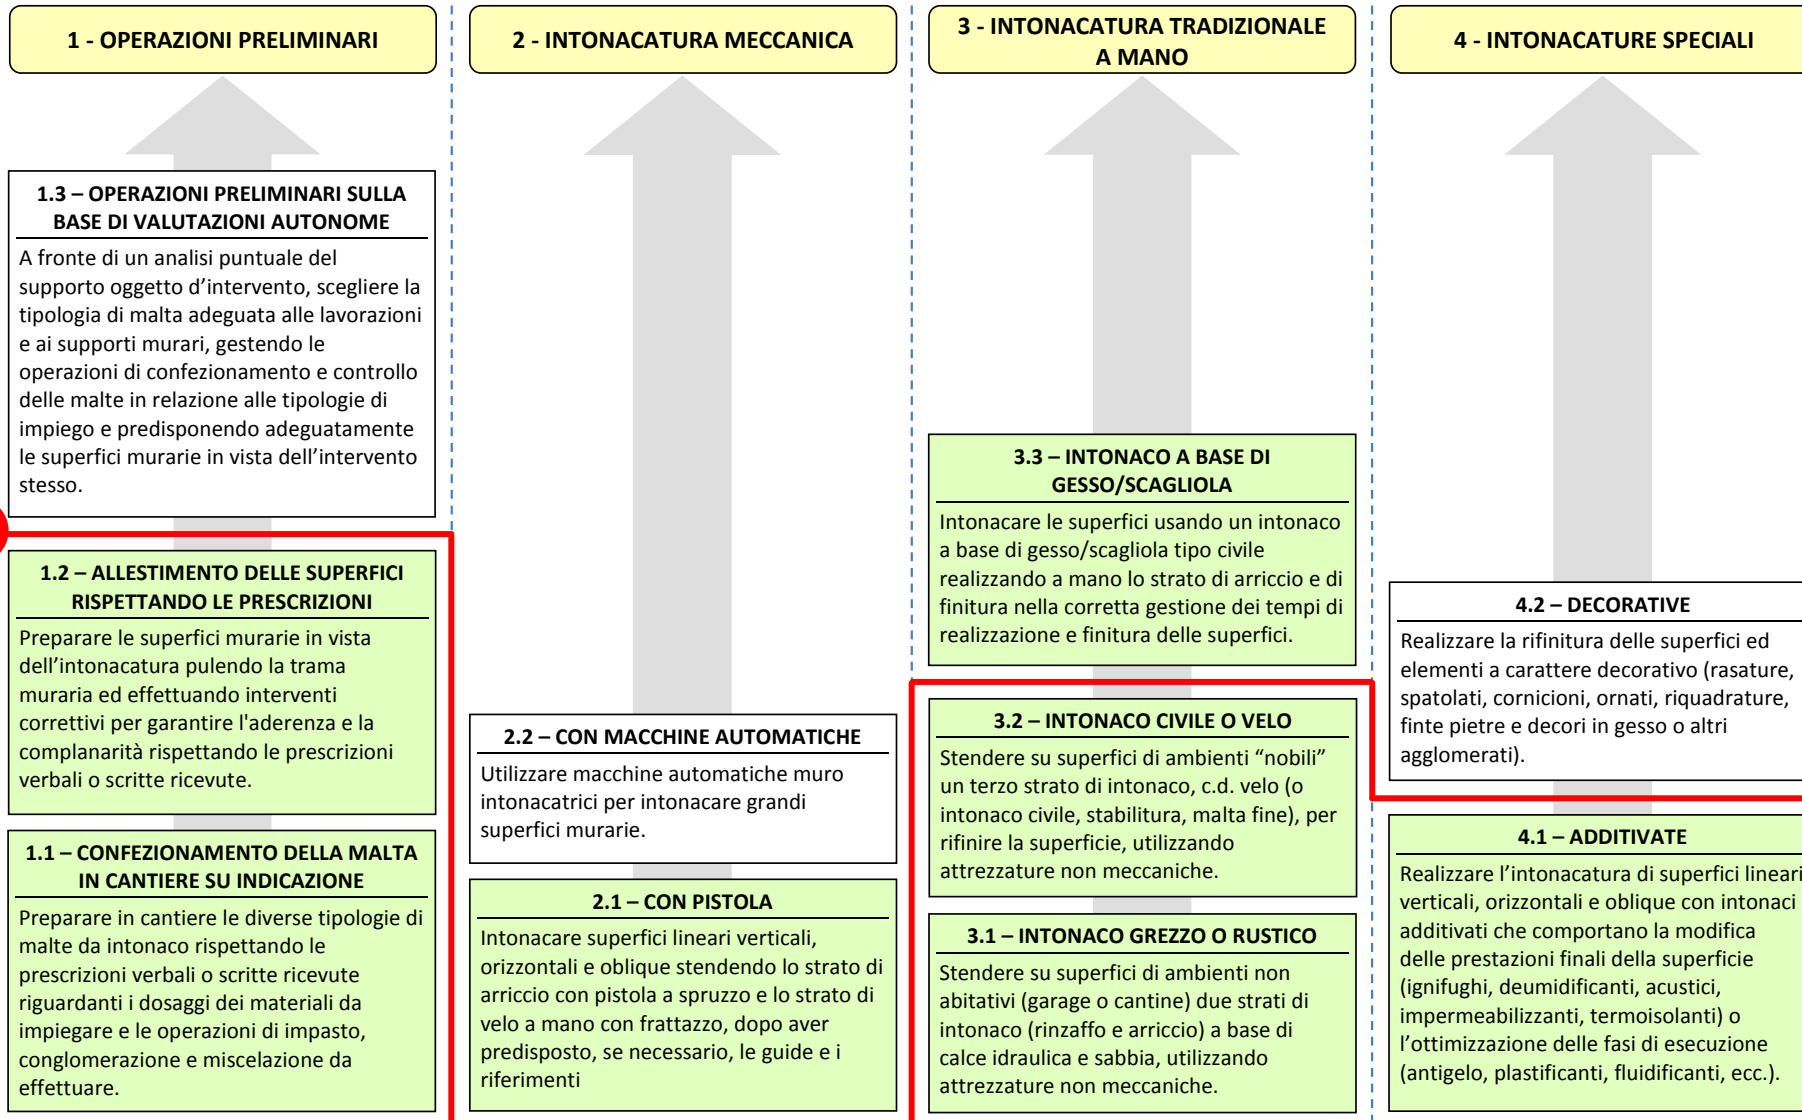 1 - OPERAZIONI PRELIMINARI
1.3 – OPERAZIONI PRELIMINARI SULLA
BASE DI VALUTAZIONI AUTONOME
A fronte di un analisi puntuale del
supporto oggetto d’intervento, scegliere la
tipologia di malta adeguata alle lavorazioni
e ai supporti murari, gestendo le
operazioni di confezionamento e controllo
delle malte in relazione alle tipologie di
impiego e predisponendo adeguatamente
le superfici murarie in vista dell’intervento
stesso.
1.2 – ALLESTIMENTO DELLE SUPERFICI
RISPETTANDO LE PRESCRIZIONI
Preparare le superfici murarie in vista
dell’intonacatura pulendo la trama
muraria ed effettuando interventi
correttivi per garantire l'aderenza e la
complanarità rispettando le prescrizioni
verbali o scritte ricevute.
1.1 – CONFEZIONAMENTO DELLA MALTA
IN CANTIERE SU INDICAZIONE
Preparare in cantiere le diverse tipologie di
malte da intonaco rispettando le
prescrizioni verbali o scritte ricevute
riguardanti i dosaggi dei materiali da
impiegare e le operazioni di impasto,
conglomerazione e miscelazione da
effettuare.
2 - INTONACATURA MECCANICA
2.2 – CON MACCHINE AUTOMATICHE
Utilizzare macchine automatiche muro
intonacatrici per intonacare grandi
superfici murarie.
2.1 – CON PISTOLA
Intonacare superfici lineari verticali,
orizzontali e oblique stendendo lo strato di
arriccio con pistola a spruzzo e lo strato di
velo a mano con frattazzo, dopo aver
predisposto, se necessario, le guide e i
riferimenti
3 - INTONACATURA TRADIZIONALE
A MANO
3.3 – INTONACO A BASE DI
GESSO/SCAGLIOLA
Intonacare le superfici usando un intonaco
a base di gesso/scagliola tipo civile
realizzando a mano lo strato di arriccio e di
finitura nella corretta gestione dei tempi di
realizzazione e finitura delle superfici.
3.2 – INTONACO CIVILE O VELO
Stendere su superfici di ambienti “nobili”
un terzo strato di intonaco, c.d. velo (o
intonaco civile, stabilitura, malta fine), per
rifinire la superficie, utilizzando
attrezzature non meccaniche.
3.1 – INTONACO GREZZO O RUSTICO
Stendere su superfici di ambienti non
abitativi (garage o cantine) due strati di
intonaco (rinzaffo e arriccio) a base di
calce idraulica e sabbia, utilizzando
attrezzature non meccaniche.
4 - INTONACATURE SPECIALI
4.2 – DECORATIVE
Realizzare la rifinitura delle superfici ed
elementi a carattere decorativo (rasature,
spatolati, cornicioni, ornati, riquadrature,
finte pietre e decori in gesso o altri
agglomerati).
4.1 – ADDITIVATE
Realizzare l’intonacatura di superfici lineari
verticali, orizzontali e oblique con intonaci
additivati che comportano la modifica
delle prestazioni finali della superficie
(ignifughi, deumidificanti, acustici,
impermeabilizzanti, termoisolanti) o
l’ottimizzazione delle fasi di esecuzione
(antigelo, plastificanti, fluidificanti, ecc.).